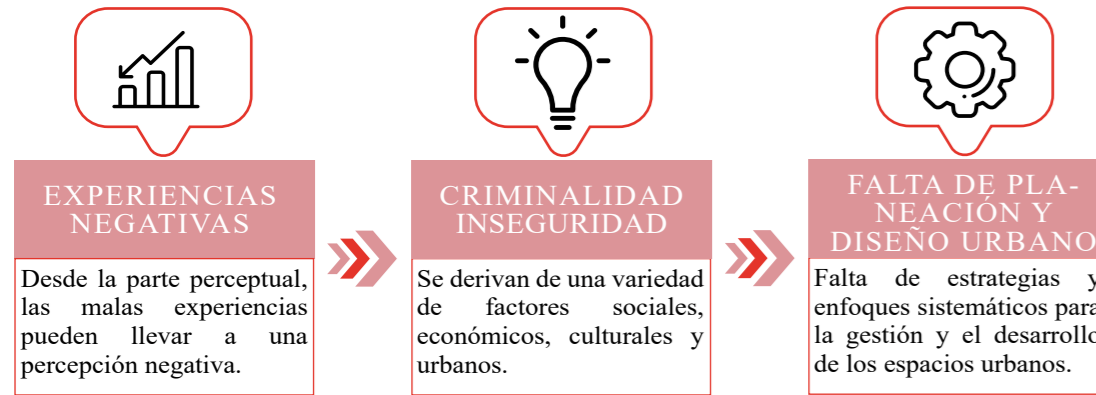 EXPERIENCIAS
NEGATIVAS
Desde la parte perceptual,
las malas experiencias
pueden llevar a una
percepción negativa.
CRIMINALIDAD
INSEGURIDAD
Se derivan de una variedad
de factores sociales,
económicos, culturales y
urbanos.
FALTA DE PLA-
NEACIÓN Y
DISEÑO URBANO
Falta de estrategias y
enfoques sistemáticos para
la gestión y el desarrollo
de los espacios urbanos.